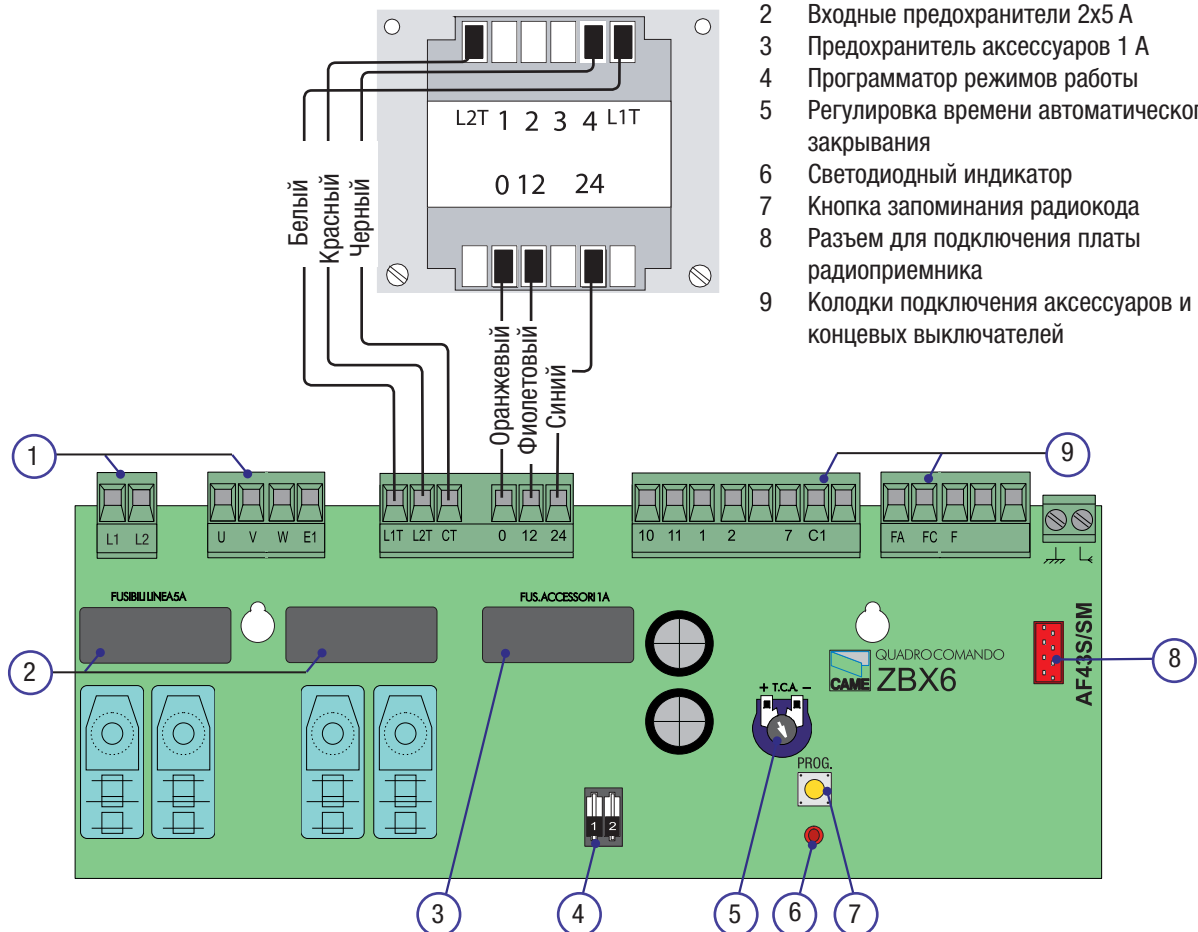 2 Входные предохранители 2x5 А
3 Предохранитель аксессуаров 1 А
4 Программатор режимов работы
5 Регулировка времени автоматическог
закрывания
6 Светодиодный индикатор
7 Кнопка запоминания радиокода
8 Разъем для подключения платы
радиоприемника
9 Колодки подключения аксессуаров и
концевых выключателей
L2T 1 2 3 4 L1T
0 12 24
Белый
Красный
Черный
Оранжевый
Фиолетовый
Синий
1
9
L1 L2
U V W E1
L1T L2T CT 0 12 24
10 11 1 2 7 C1
FA FC F
FUSIBILI LINEA 5A
FUS. ACCESSORI 1A
2
8
QUADRO COMANDO
CAME ZBX6
AF43S/SM
+ T.C.A. −
PROG.
1 2
3 4 5 6 7